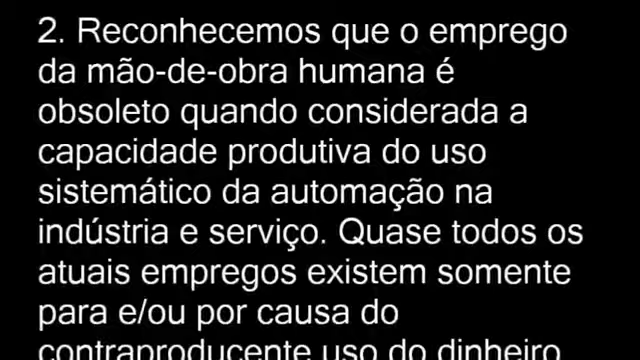 2. Reconhecemos que o emprego
da mão-de-obra humana é
obsoleto quando considerada a
capacidade produtiva do uso
sistemático da automação na
indústria e serviço. Quase todos os
atuais empregos existem somente
para e/ou por causa do
contraproducente uso do dinheiro